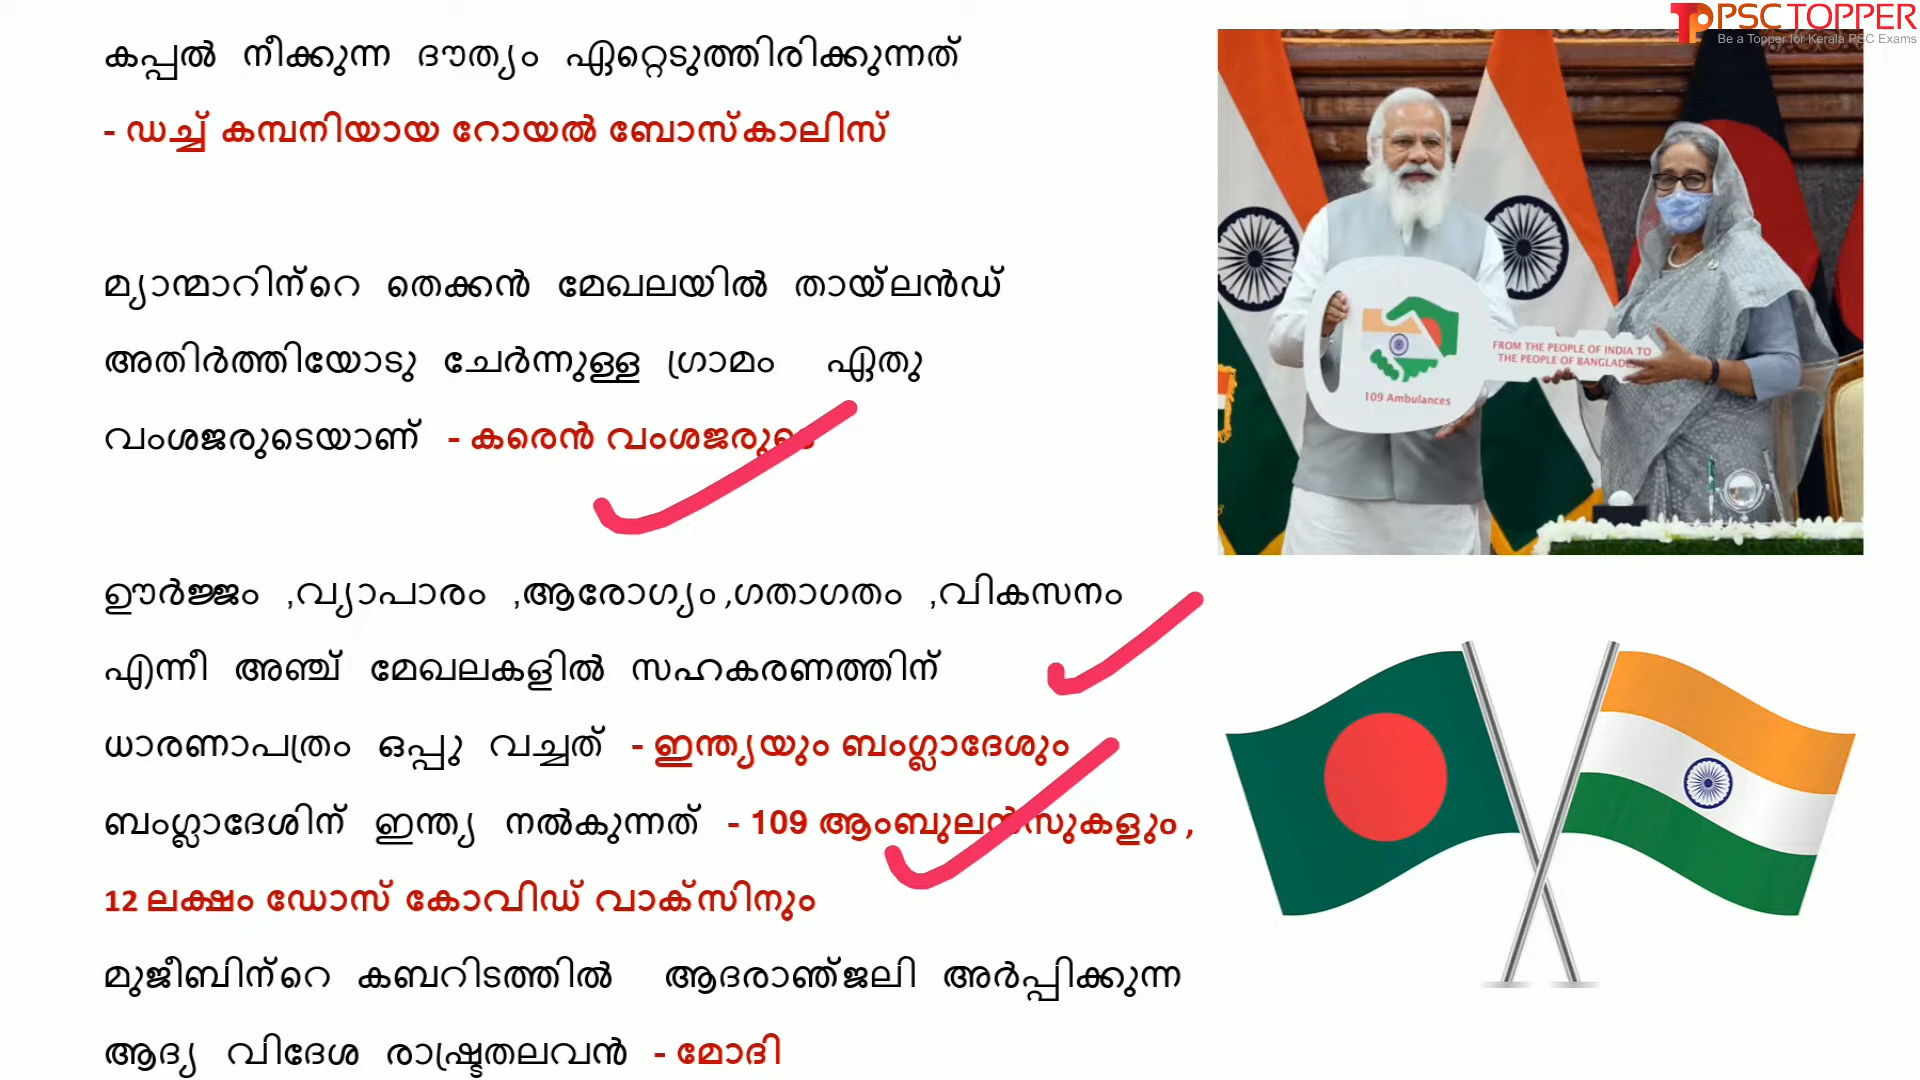 കപ്പൽ നീക്കുന്ന ദൗത്യം ഏറ്റെടുത്തിരിക്കുന്നത്
- ഡച്ച് കമ്പനിയായ റോയൽ ബോസ്കാലിസ്
മ്യാന്മാറിന്റെ തെക്കൻ മേഖലയിൽ തായ്ലൻഡ്
അതിർത്തിയോടു ചേർന്നുള്ള ഗ്രാമം ഏതു
വംശജരുടെയാണ് - കരെൻ വംശജരുടെ
ഊർജ്ജം ,വ്യാപാരം ,ആരോഗ്യം ,ഗതാഗതം ,വികസനം
എന്നീ അഞ്ച് മേഖലകളിൽ സഹകരണത്തിന്
ധാരണാപത്രം ഒപ്പു വച്ചത് - ഇന്ത്യയും ബംഗ്ലാദേശും
ബംഗ്ലാദേശിന് ഇന്ത്യ നൽകുന്നത് - 109 ആംബുലൻസുകളും ,
12 ലക്ഷം ഡോസ് കോവിഡ് വാക്സിനും
മുജീബിന്റെ കബറിടത്തിൽ ആദരാഞ്ജലി അർപ്പിക്കുന്ന
ആദ്യ വിദേശ രാഷ്ട്രതലവൻ - മോദി
PSC TOPPER
Be a Topper for Kerala PSC Exams
FROM THE PEOPLE OF INDIA TO
THE PEOPLE OF BANGLADESH
109 Ambulances